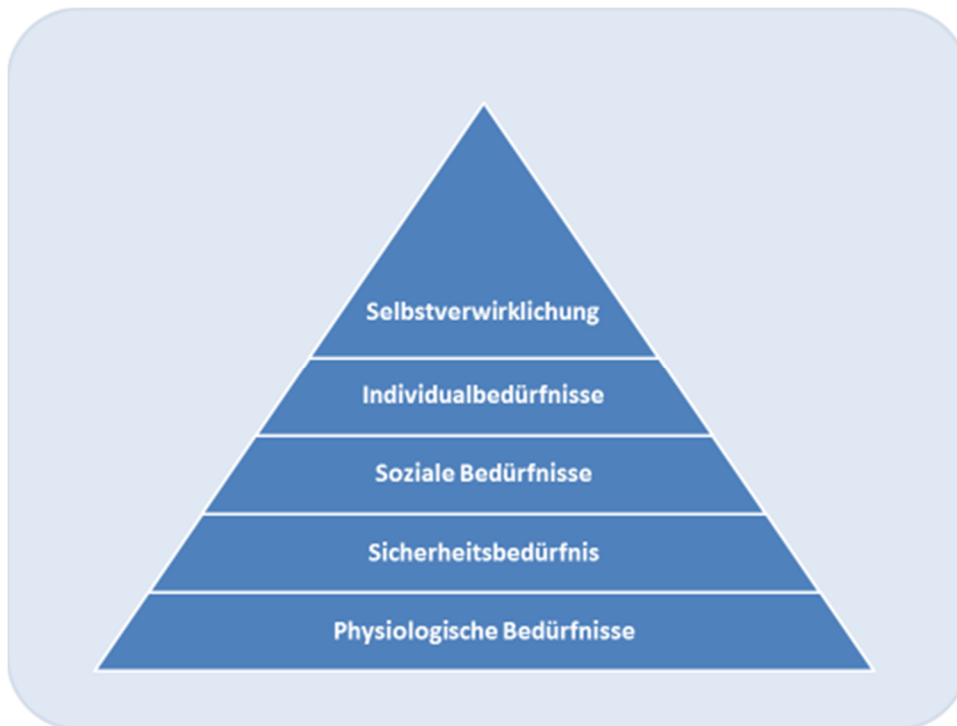 Selbstverwirklichung
Individualbedürfnisse
Soziale Bedürfnisse
Sicherheitsbedürfnis
Physiologische Bedürfnisse